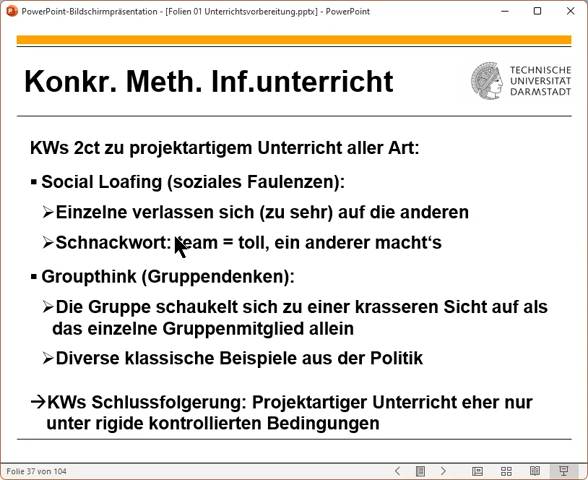 PowerPoint-Bildschirmpräsentation - [Folien 01 Unterrichtsvorbereitung.pptx] - PowerPoint
Konkr. Meth. Inf.unterricht
TECHNISCHE
UNIVERSITÄT
DARMSTADT
KWs 2ct zu projektartigem Unterricht aller Art:
▪ Social Loafing (soziales Faulenzen):
➢Einzelne verlassen sich (zu sehr) auf die anderen
➢Schnackwort: team = toll, ein anderer macht‘s
▪ Groupthink (Gruppendenken):
➢Die Gruppe schaukelt sich zu einer krasseren Sicht auf als
das einzelne Gruppenmitglied allein
➢Diverse klassische Beispiele aus der Politik
→KWs Schlussfolgerung: Projektartiger Unterricht eher nur
unter rigide kontrollierten Bedingungen
Folie 37 von 104